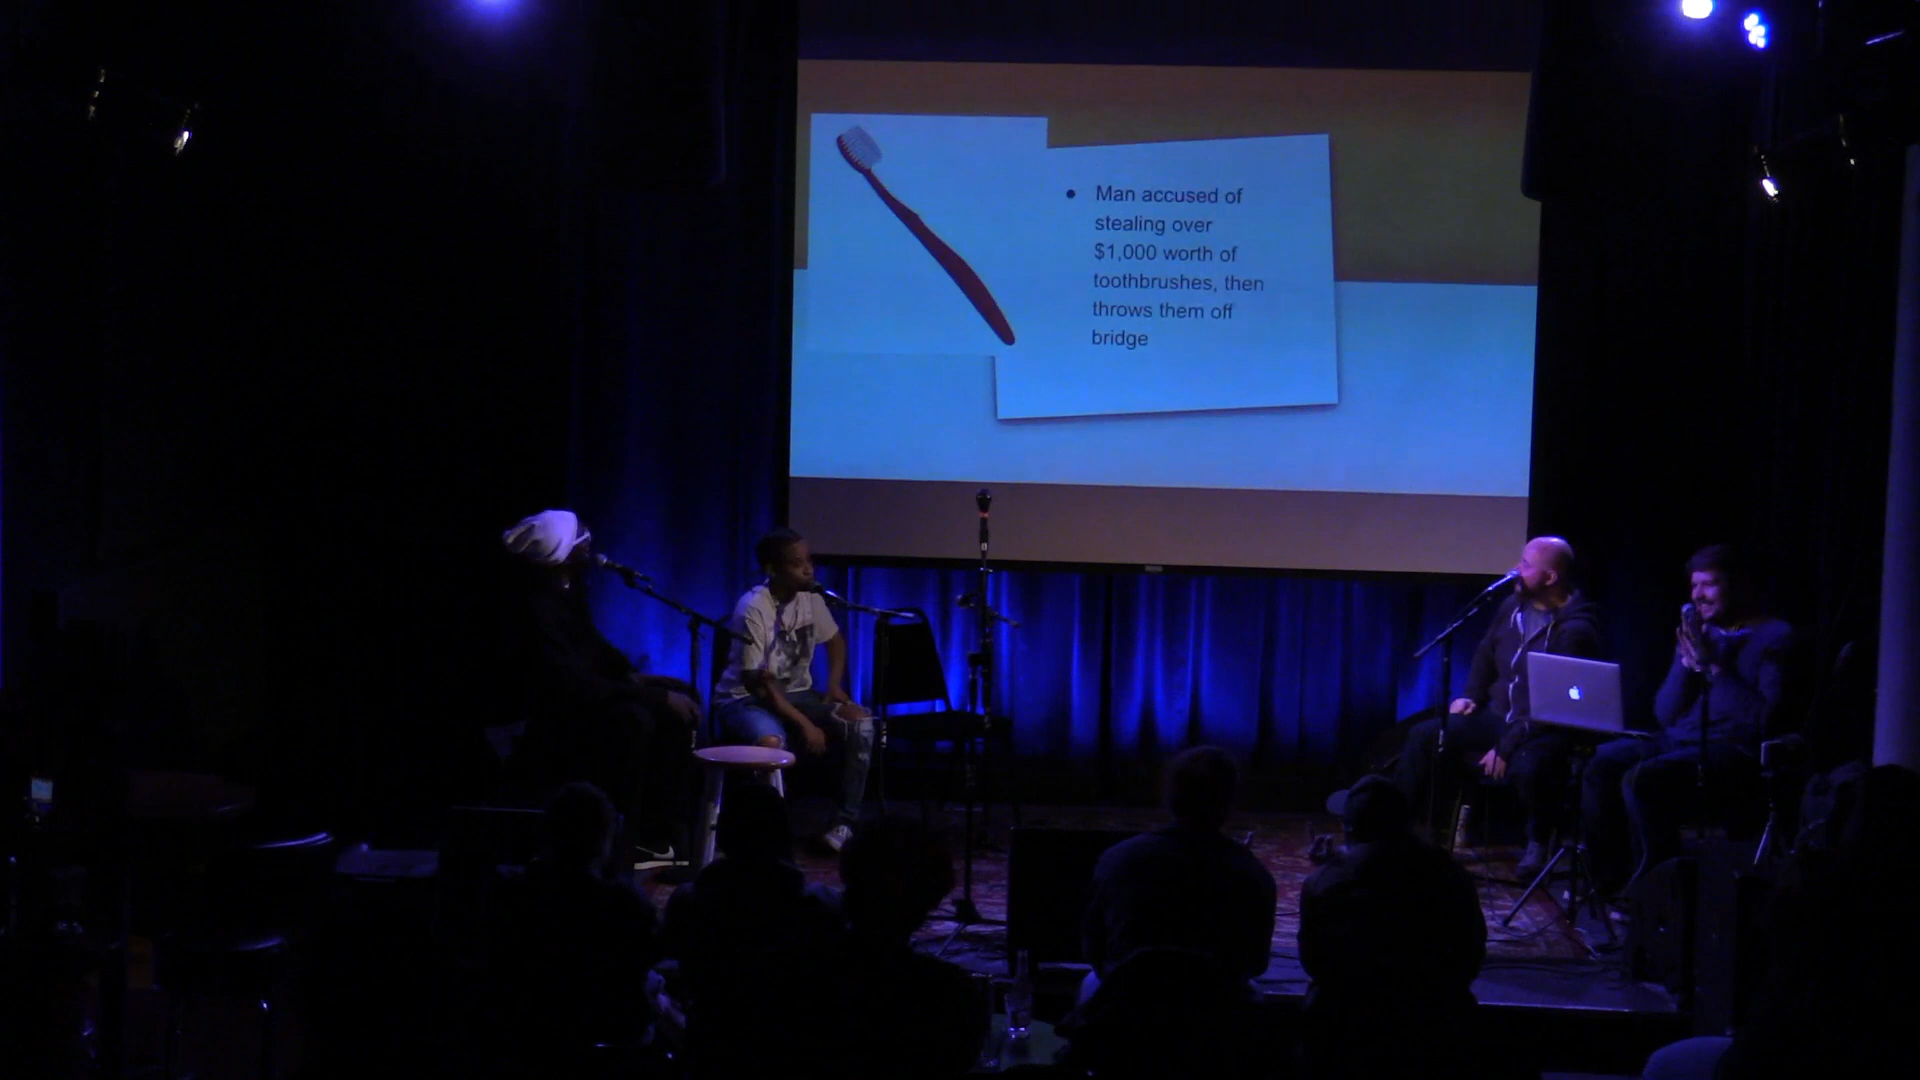 ● Man accused of
stealing over
$1,000 worth of
toothbrushes, then
throws them off
bridge